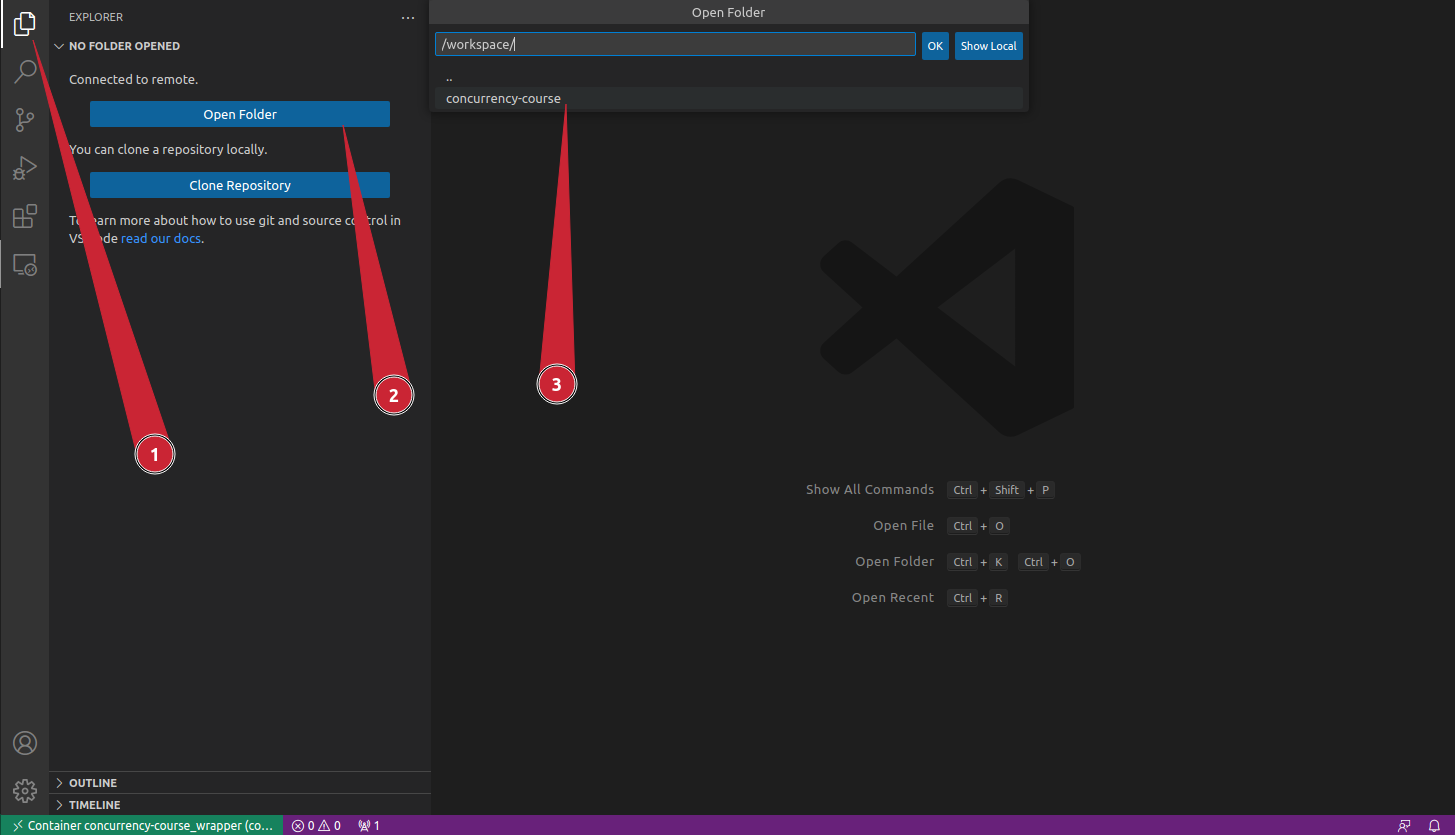 EXPLORER
NO FOLDER OPENED
Connected to remote.
Open Folder
You can clone a repository locally.
Clone Repository
To learn more about how to use git and source control in
VS Code read our docs.
1
2
Open Folder
/workspace/
OK
Show Local
..
concurrency-course
3
Show All Commands Ctrl + Shift + P
Open File Ctrl + O
Open Folder Ctrl + K Ctrl + O
Open Recent Ctrl + R
OUTLINE
TIMELINE
Container concurrency-course_wrapper (co... 0 0 1